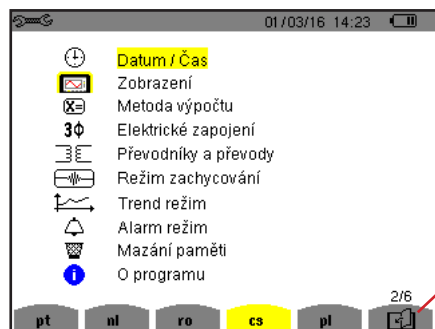 01/03/16 14:23
Datum / Čas
Zobrazení
X= Metoda výpočtu
3ϕ Elektrické zapojení
Převodníky a převody
Režim zachycování
Trend režim
Alarm režim
Mazání paměti
i O programu
2/6
pt nl ro cs pl